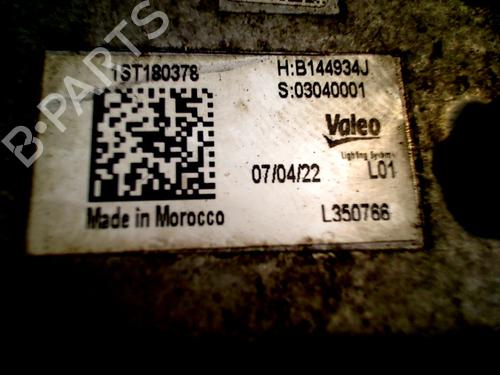 1ST180378
H:B144934J
S:03040001
Valeo
Lighting Systems
07/04/22
L01
Made in Morocco
L350766
B-PARTS